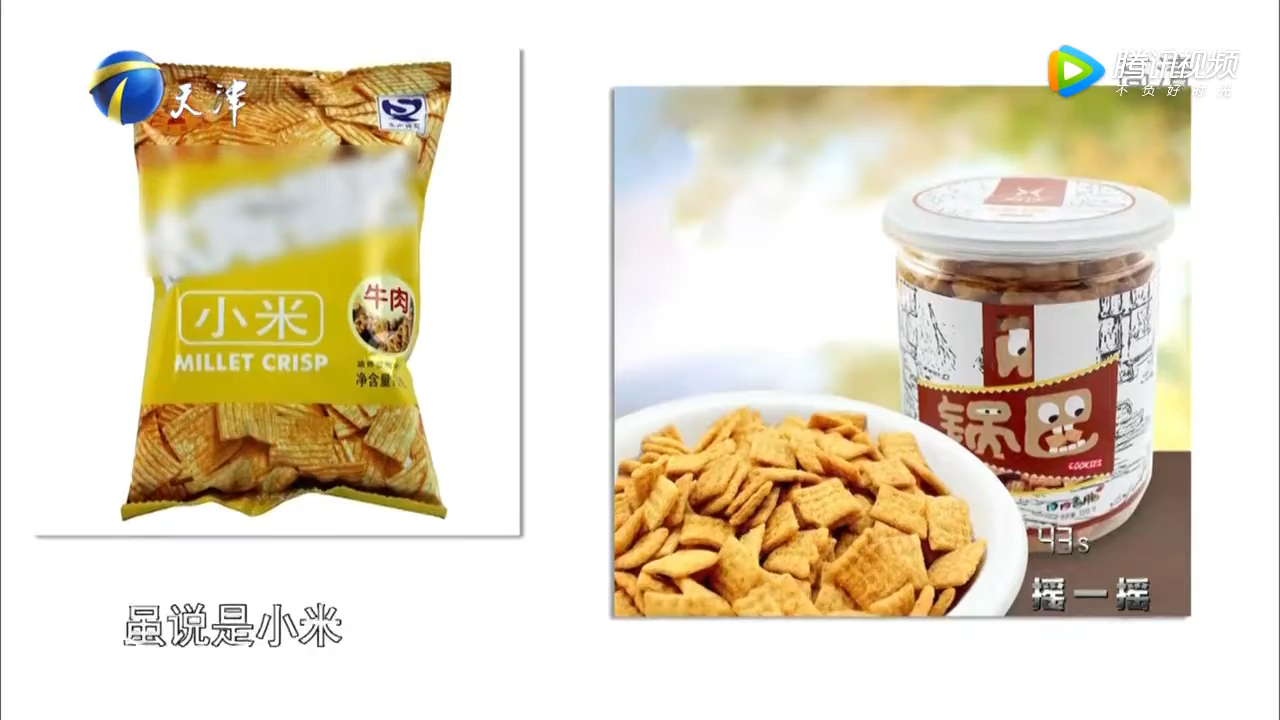 天津
腾讯视频
不负好时光
小米
MILLET CRISP
牛肉
净含量
锅巴
COOKIES
43s
摇一摇
虽说是小米